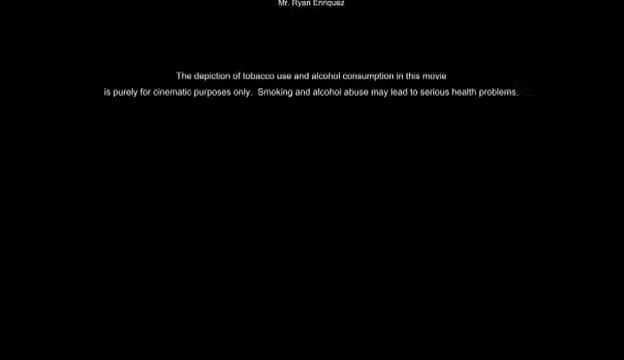 Mr. Ryan Enriquez
The depiction of tobacco use and alcohol consumption in this movie
is purely for cinematic purposes only. Smoking and alcohol abuse may lead to serious health problems.